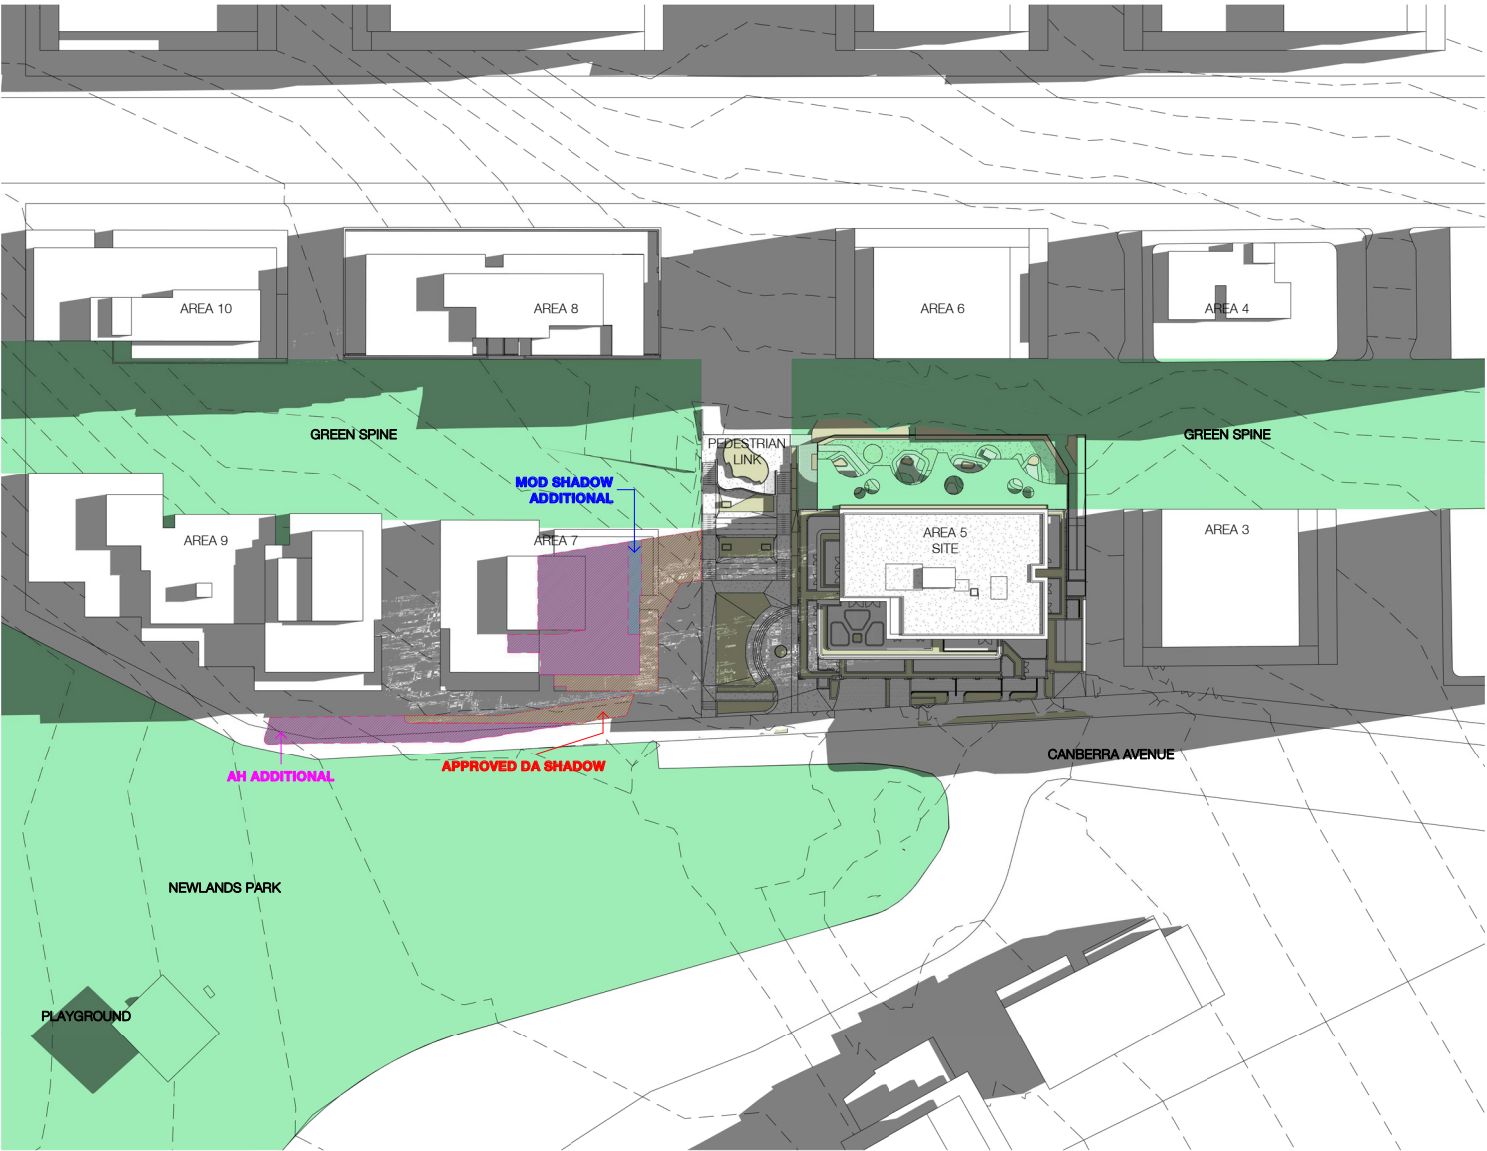 AREA 10
AREA 8
AREA 6
AREA 4
GREEN SPINE
PEDESTRIAN
LINK
GREEN SPINE
MOD SHADOW
ADDITIONAL
AREA 9
AREA 7
AREA 5
SITE
AREA 3
AH ADDITIONAL
APPROVED DA SHADOW
CANBERRA AVENUE
NEWLANDS PARK
PLAYGROUND